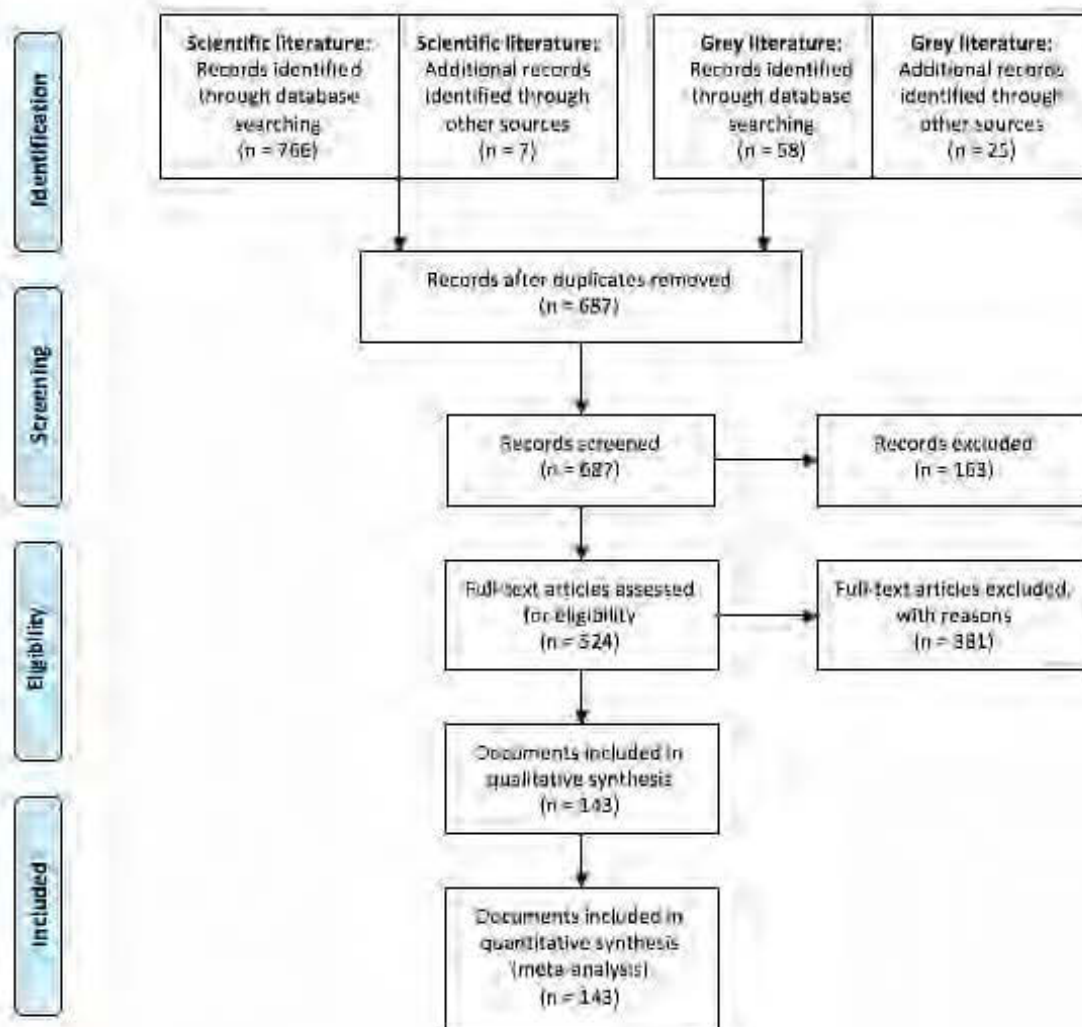 Identification
Scientific literature:
Records identified
through database
searching
(n = 766)
Scientific literature:
Additional records
identified through
other sources
(n = 7)
Grey literature:
Records identified
through database
searching
(n = 58)
Grey literature:
Additional records
identified through
other sources
(n = 25)
Records after duplicates removed
(n = 687)
Screening
Records screened
(n = 687)
Records excluded
(n = 163)
Eligibility
Full-text articles assessed
for eligibility
(n = 524)
Full-text articles excluded,
with reasons
(n = 381)
Documents included in
qualitative synthesis
(n = 143)
Included
Documents included in
quantitative synthesis
(meta-analysis)
(n = 143)